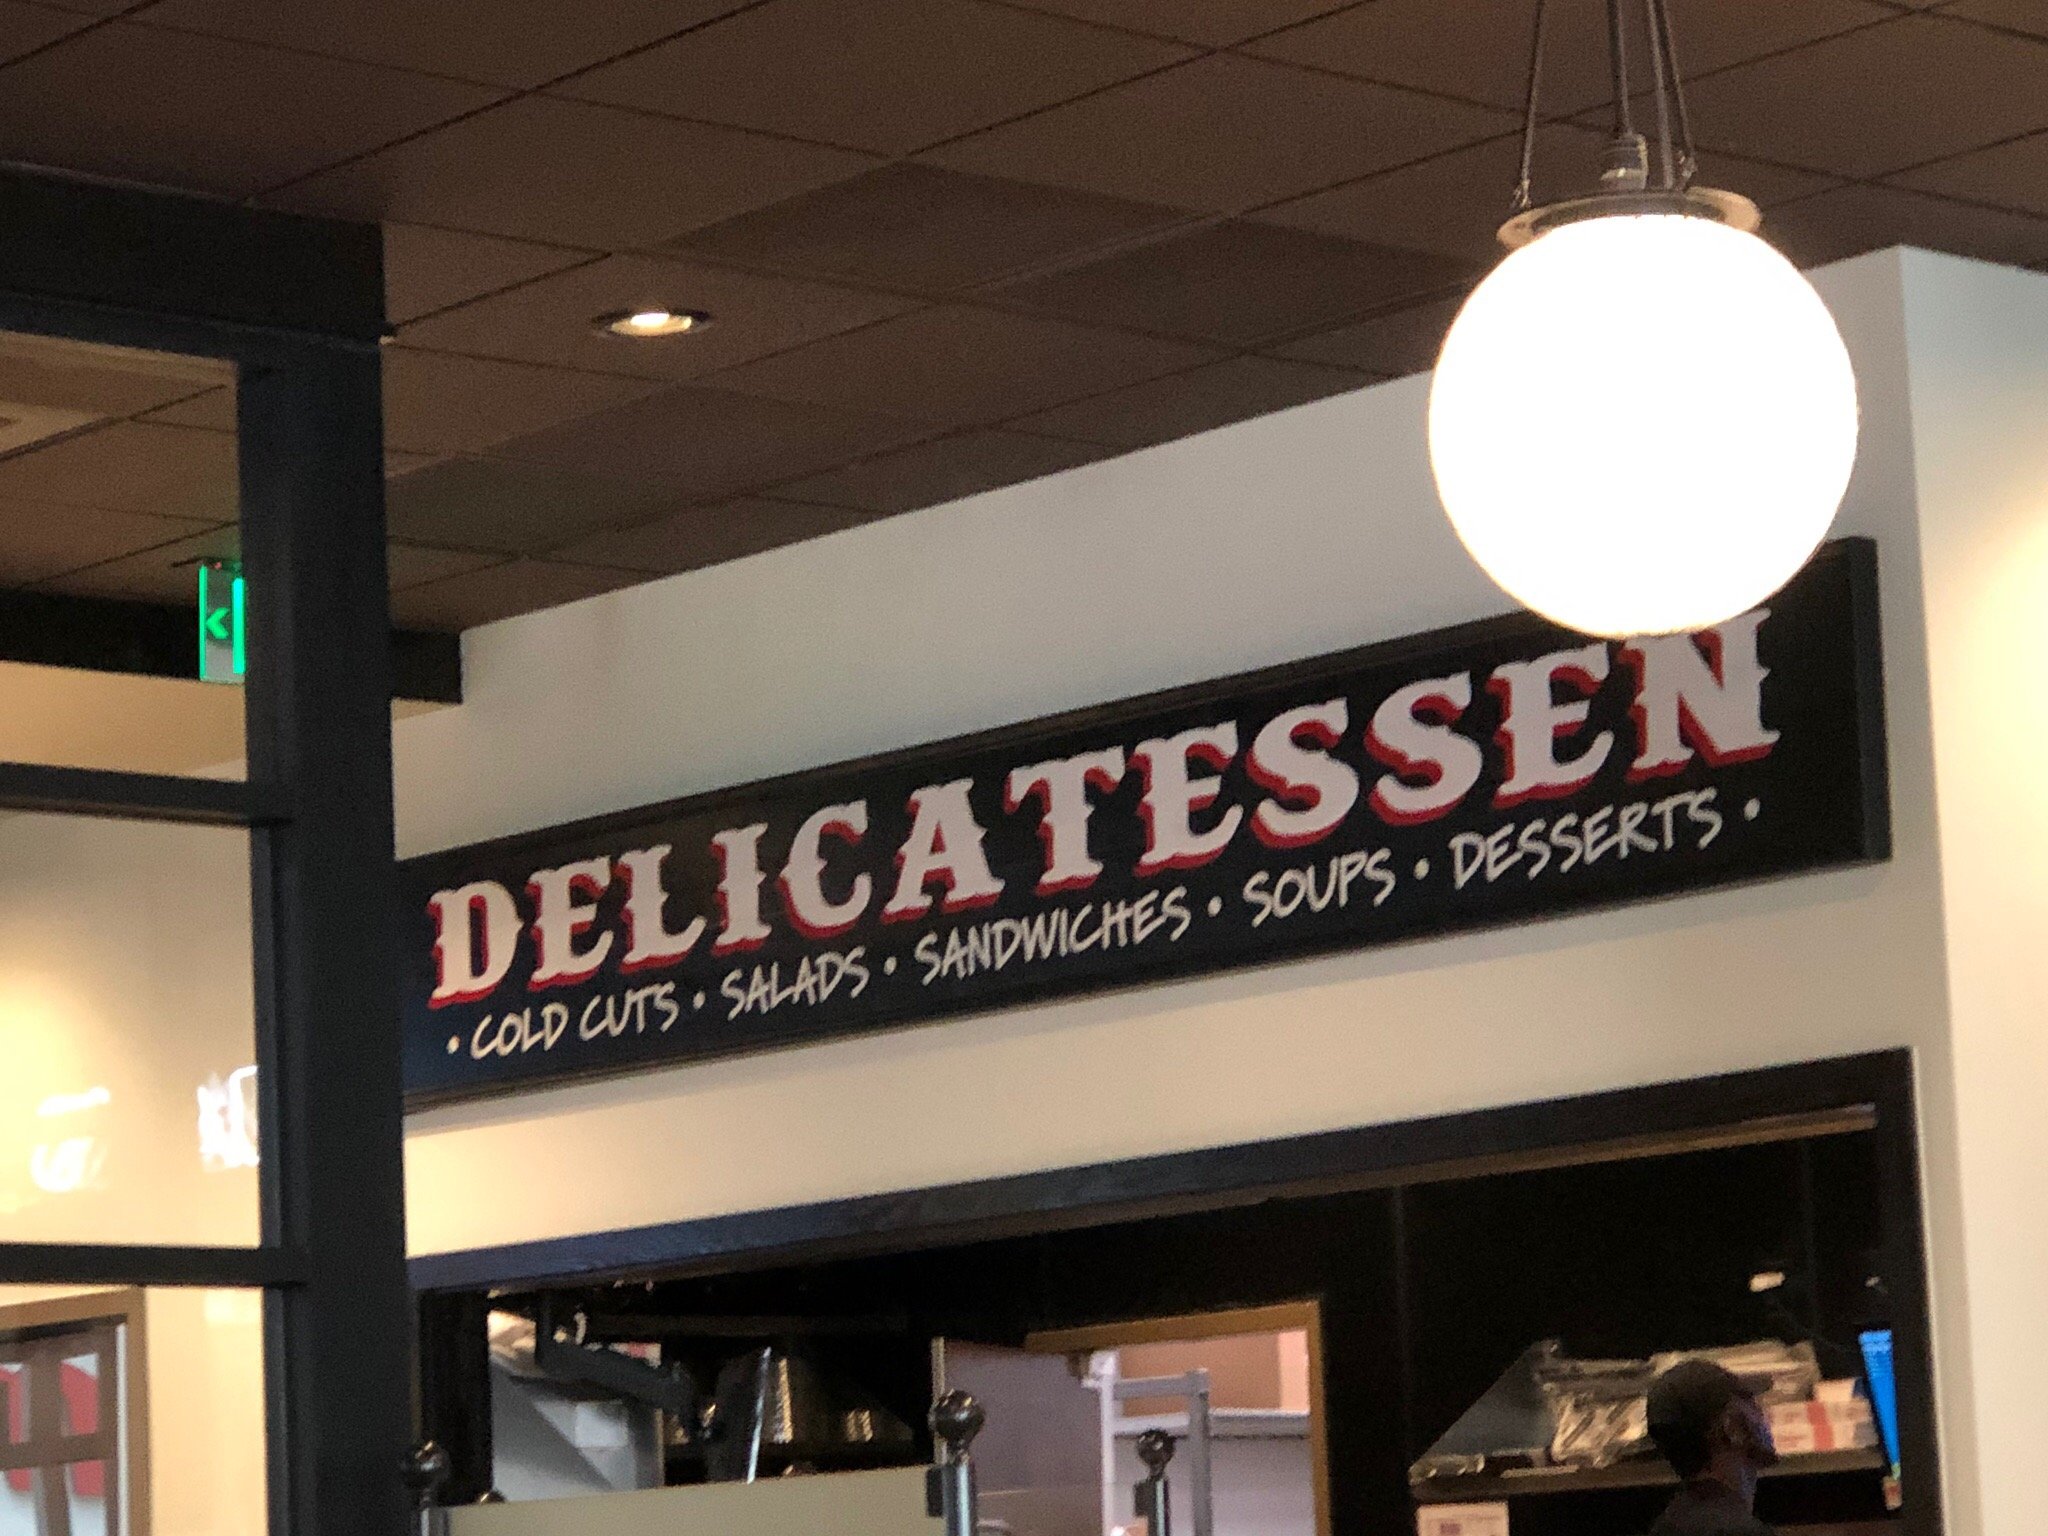 DELICATESSEN
• COLD CUTS • SALADS • SANDWICHES • SOUPS • DESSERTS •